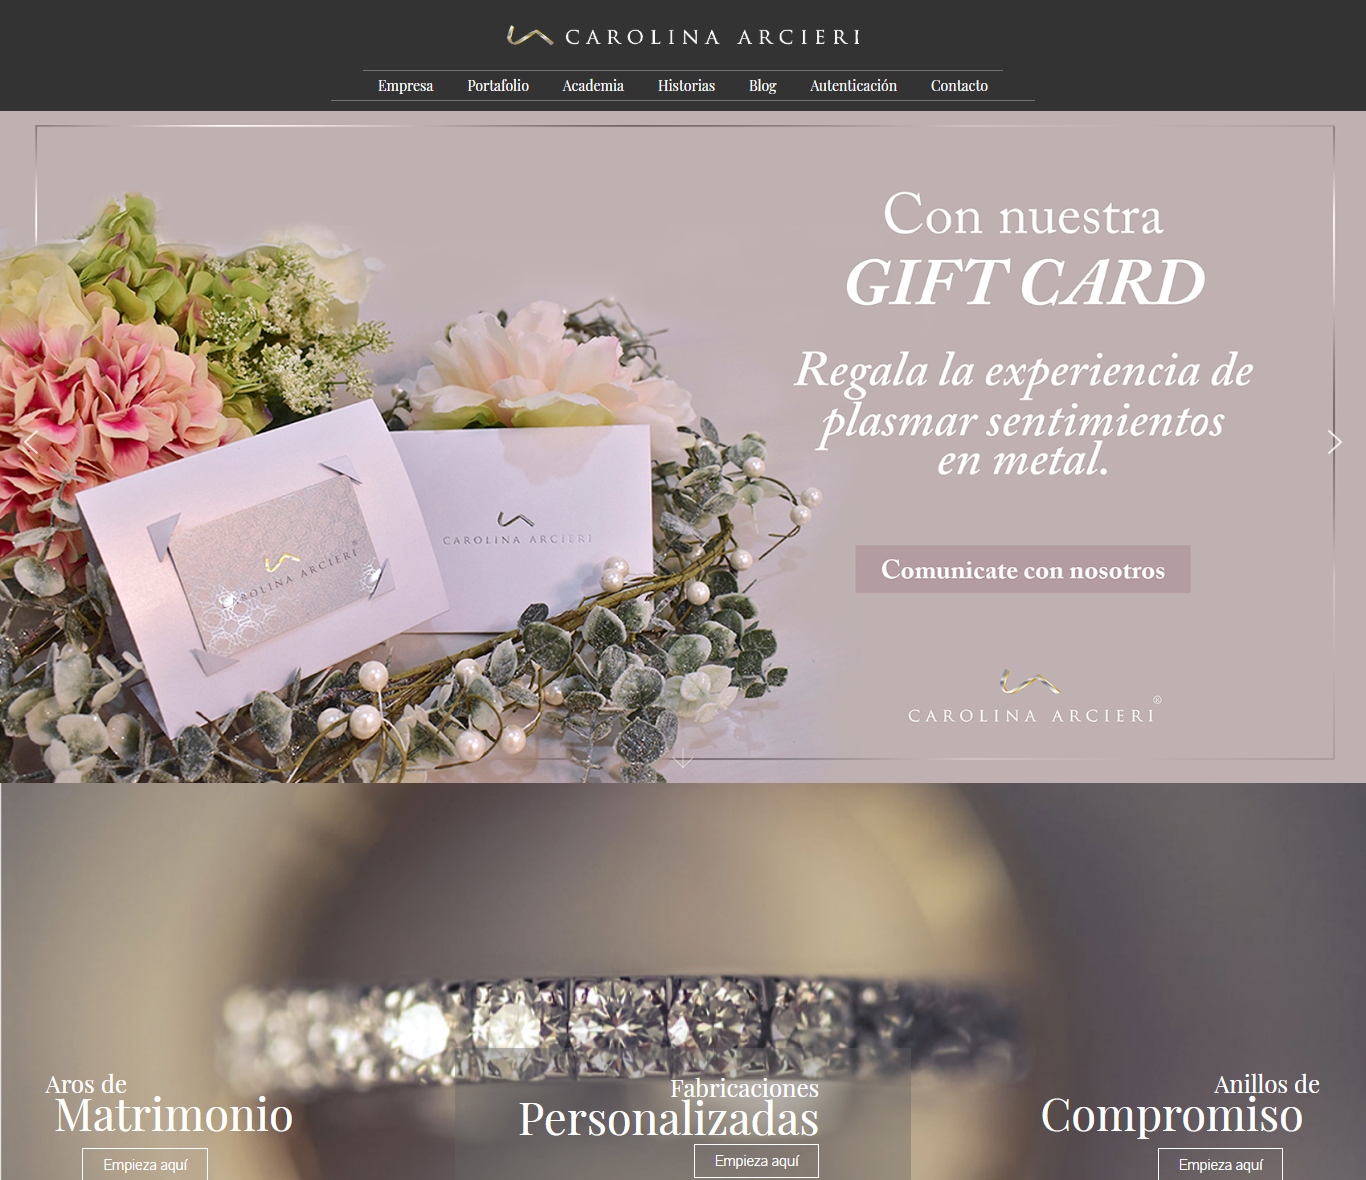 CAROLINA ARCIERI
Empresa Portafolio Academia Historias Blog Autenticación Contacto
Con nuestra
GIFT CARD
Regala la experiencia de
plasmar sentimientos
en metal.
Comunicate con nosotros
CAROLINA ARCIERI®
CAROLINA ARCIERI
CAROLINA ARCIERI®
Aros de
Matrimonio
Empieza aquí
Fabricaciones
Personalizadas
Empieza aquí
Anillos de
Compromiso
Empieza aquí